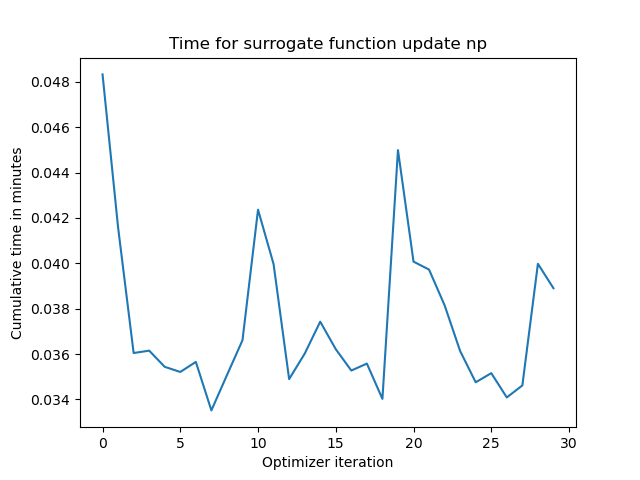 Time for surrogate function update np
Cumulative time in minutes
0.048
0.046
0.044
0.042
0.040
0.038
0.036
0.034
0 5 10 15 20 25 30
Optimizer iteration